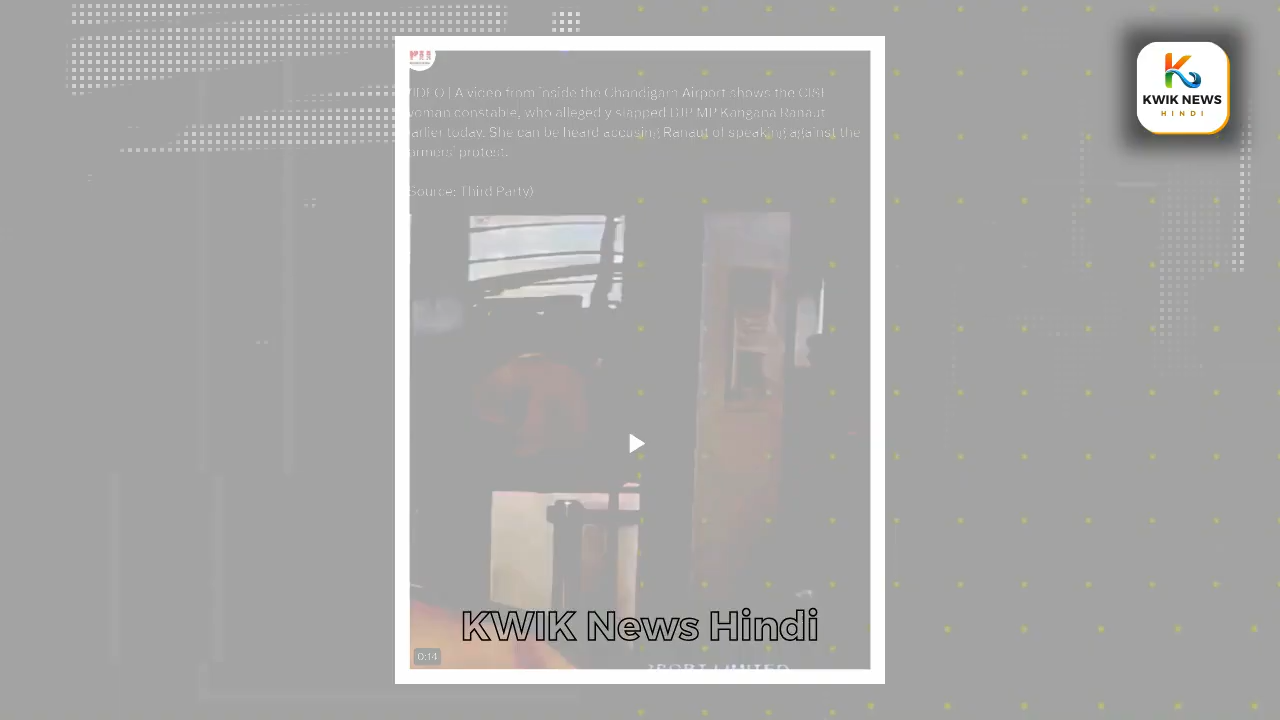 KWIK NEWS
HINDI
VIDEO | A video from inside the Chandigarh Airport shows the CISF
woman constable, who allegedly slapped BJP MP Kangana Ranaut
earlier today. She can be heard accusing Ranaut of speaking against the
farmers' protest.
(Source: Third Party)
KWIK News Hindi
0:14
PORT LIMITED